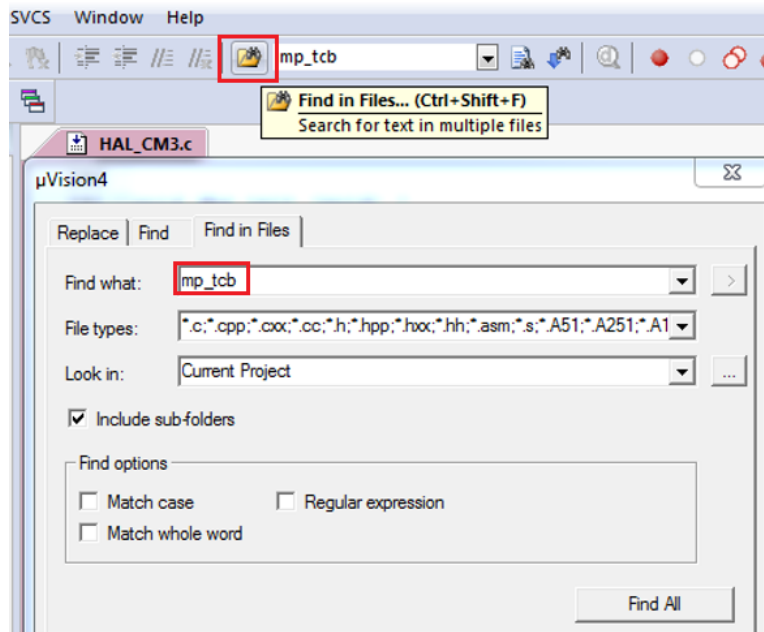 SVCS Window Help
mp_tcb
Find in Files... (Ctrl+Shift+F)
Search for text in multiple files
HAL_CM3.c
µVision4
Replace Find Find in Files
Find what: mp_tcb >
File types: *.c;*.cpp;*.cxx;*.cc;*.h;*.hpp;*.hxx;*.hh;*.asm;*.s;*.A51;*.A251;*.A1
Look in: Current Project ...
Include sub-folders
Find options
Match case Regular expression
Match whole word
Find All